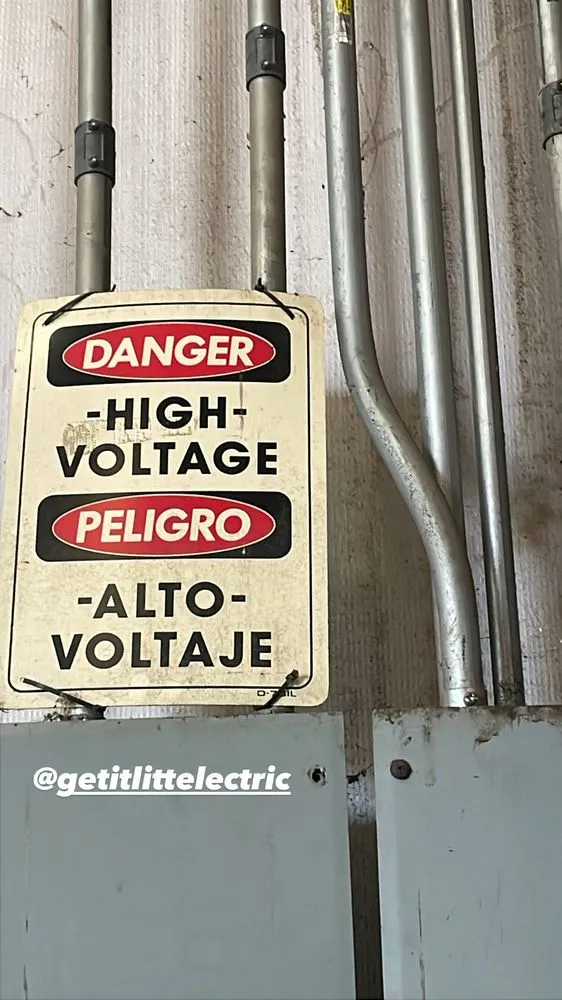 DANGER
-HIGH-
VOLTAGE
PELIGRO
-ALTO-
VOLTAJE
@getitlittelectric